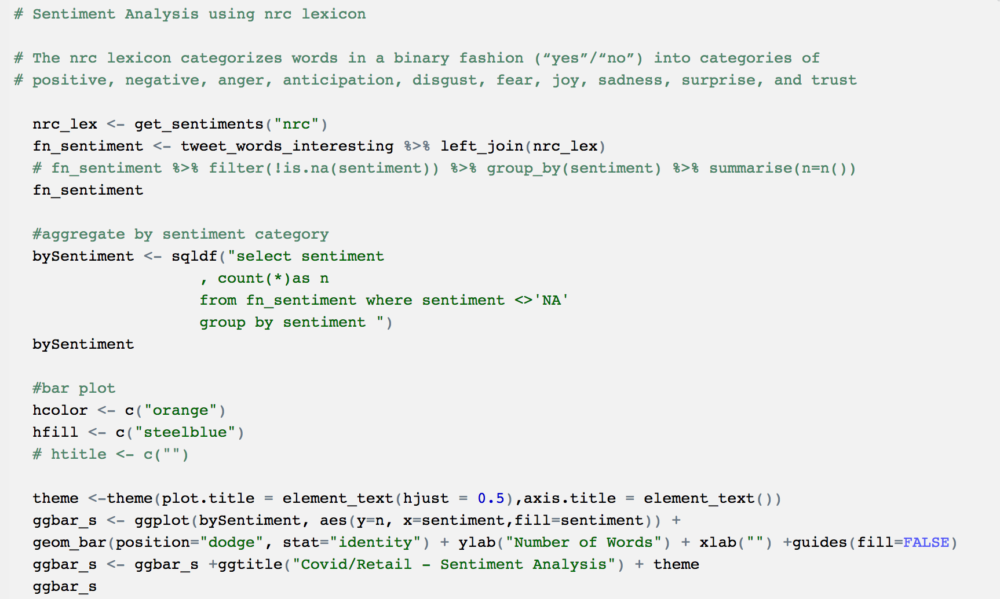 # Sentiment Analysis using nrc lexicon
# The nrc lexicon categorizes words in a binary fashion (“yes”/“no”) into categories of
# positive, negative, anger, anticipation, disgust, fear, joy, sadness, surprise, and trust
nrc_lex <- get_sentiments("nrc")
fn_sentiment <- tweet_words_interesting %>% left_join(nrc_lex)
# fn_sentiment %>% filter(!is.na(sentiment)) %>% group_by(sentiment) %>% summarise(n=n())
fn_sentiment
#aggregate by sentiment category
bySentiment <- sqldf("select sentiment
, count(*)as n
from fn_sentiment where sentiment <>'NA'
group by sentiment ")
bySentiment
#bar plot
hcolor <- c("orange")
hfill <- c("steelblue")
# htitle <- c("")
theme <-theme(plot.title = element_text(hjust = 0.5),axis.title = element_text())
ggbar_s <- ggplot(bySentiment, aes(y=n, x=sentiment,fill=sentiment)) +
geom_bar(position="dodge", stat="identity") + ylab("Number of Words") + xlab("") +guides(fill=FALSE)
ggbar_s <- ggbar_s +ggtitle("Covid/Retail - Sentiment Analysis") + theme
ggbar_s